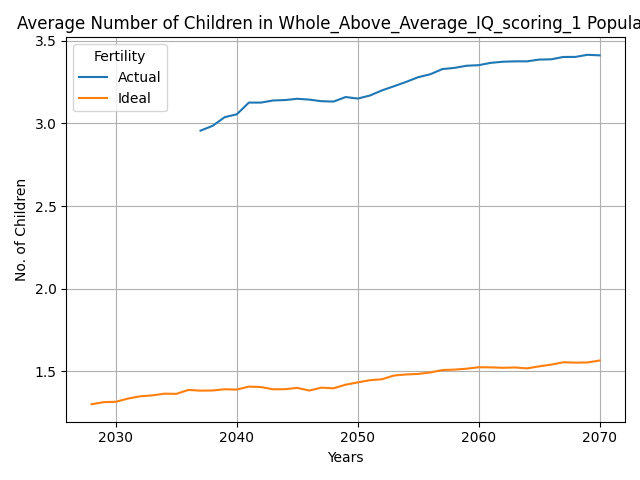 Average Number of Children in Whole_Above_Average_IQ_scoring_1 Popula
Fertility
Actual
Ideal
3.5
3.0
2.5
2.0
1.5
No. of Children
2030 2040 2050 2060 2070
Years